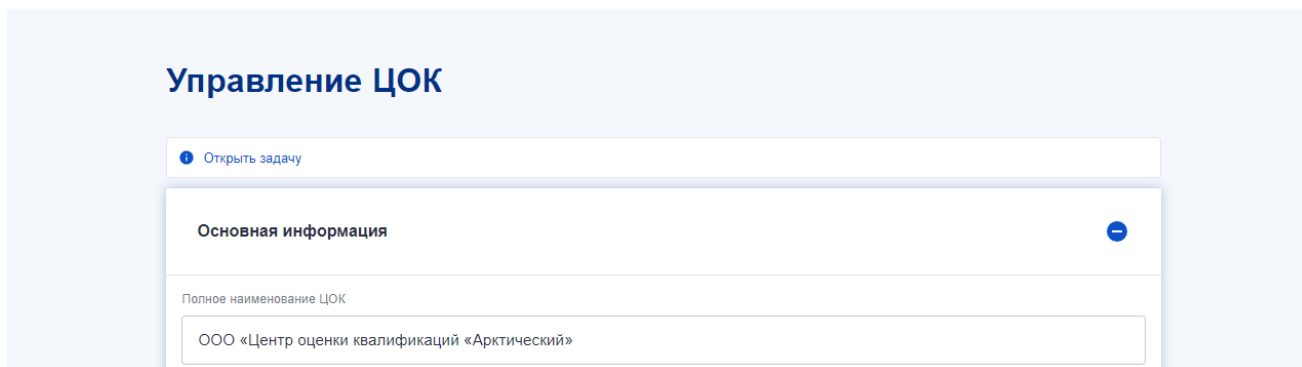 Управление ЦОК
Открыть задачу
Основная информация
Полное наименование ЦОК
ООО «Центр оценки квалификаций «Арктический»